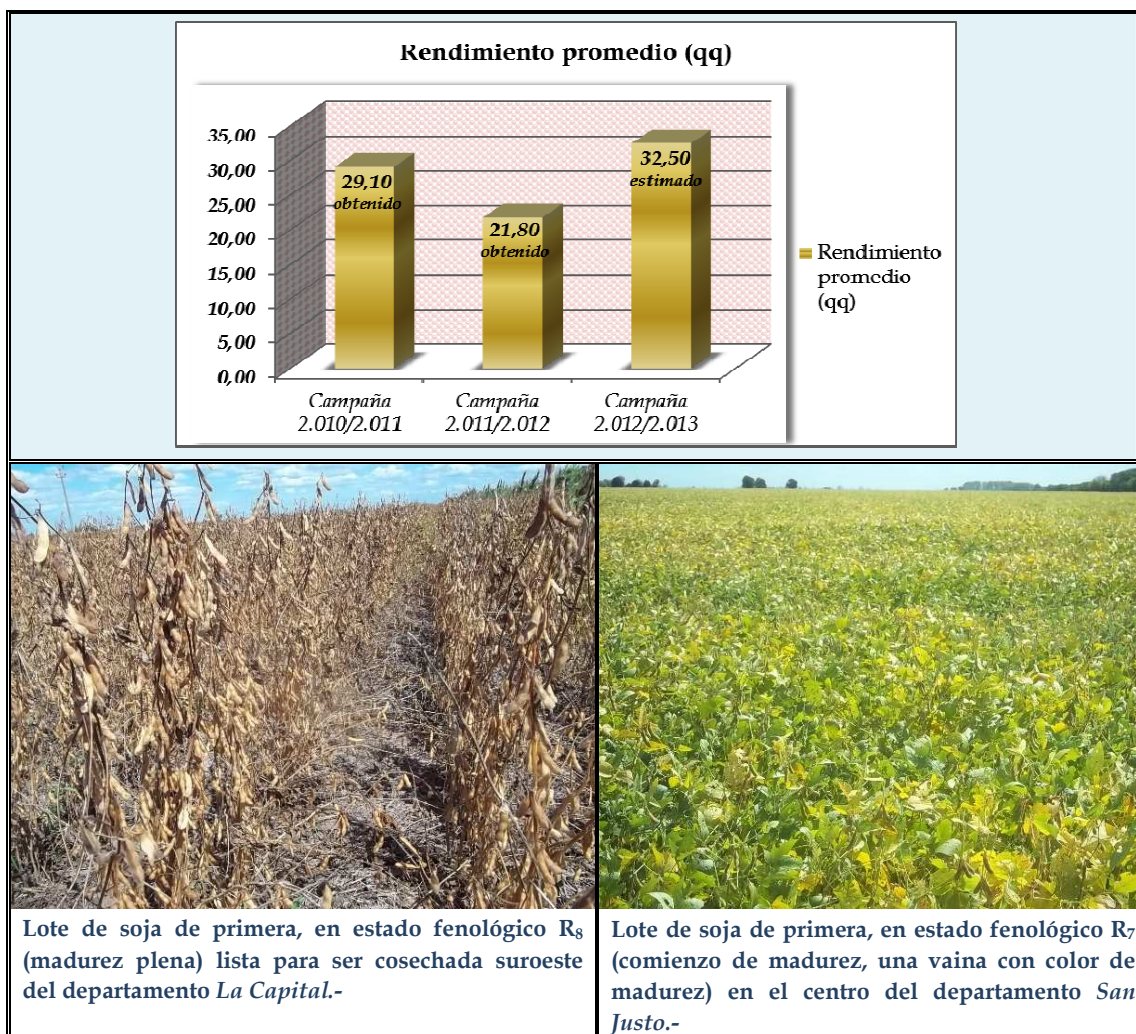 Rendimiento promedio (qq)
35,00
30,00
25,00
20,00
15,00
10,00
5,00
0,00
29,10
obtenido
21,80
obtenido
32,50
estimado
Campaña
2.010/2.011
Campaña
2.011/2.012
Campaña
2.012/2.013
Rendimiento
promedio
(qq)
Lote de soja de primera, en estado fenológico R₈
(madurez plena) lista para ser cosechada suroeste
del departamento La Capital.-
Lote de soja de primera, en estado fenológico R₇
(comienzo de madurez, una vaina con color de
madurez) en el centro del departamento San
Justo.-